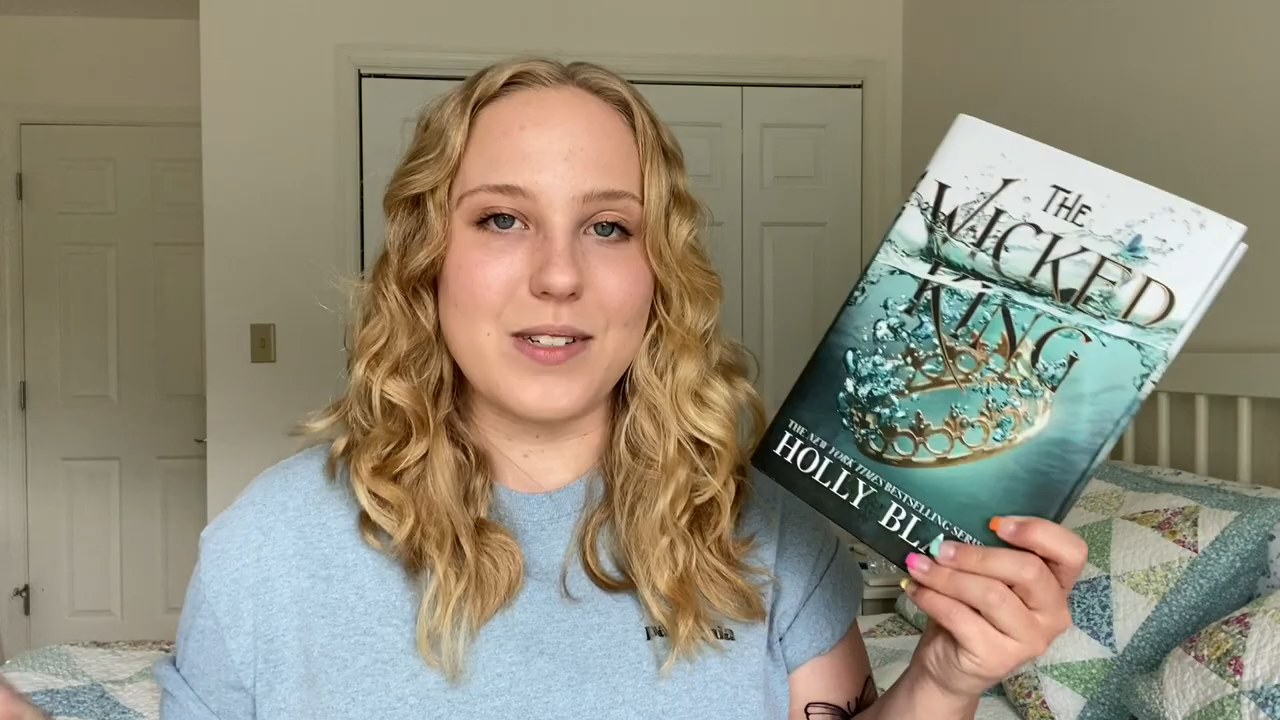 THE
WICKED
KING
THE NEW YORK TIMES BESTSELLING SERIES
HOLLY BLA